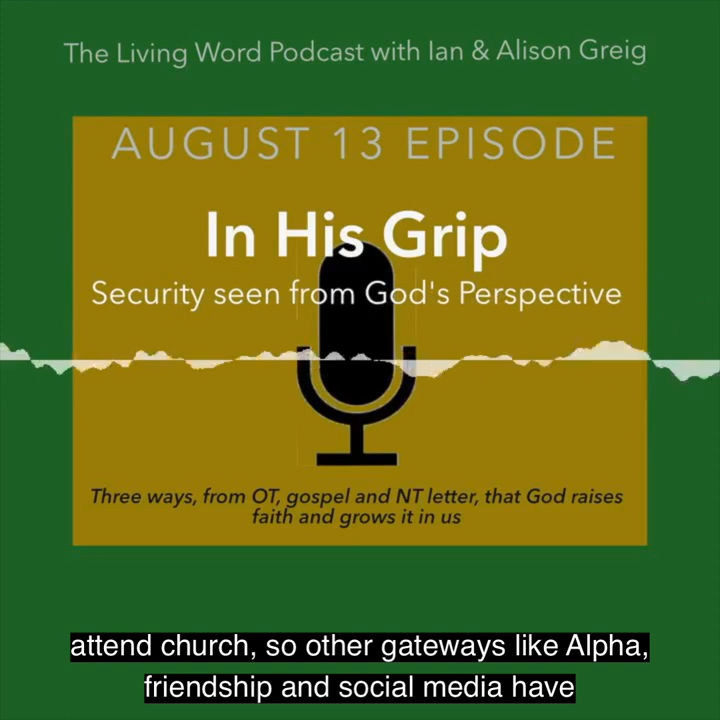 The Living Word Podcast with Ian & Alison Greig
AUGUST 13 EPISODE
In His Grip
Security seen from God's Perspective
Three ways, from OT, gospel and NT letter, that God raises
faith and grows it in us
attend church, so other gateways like Alpha,
friendship and social media have